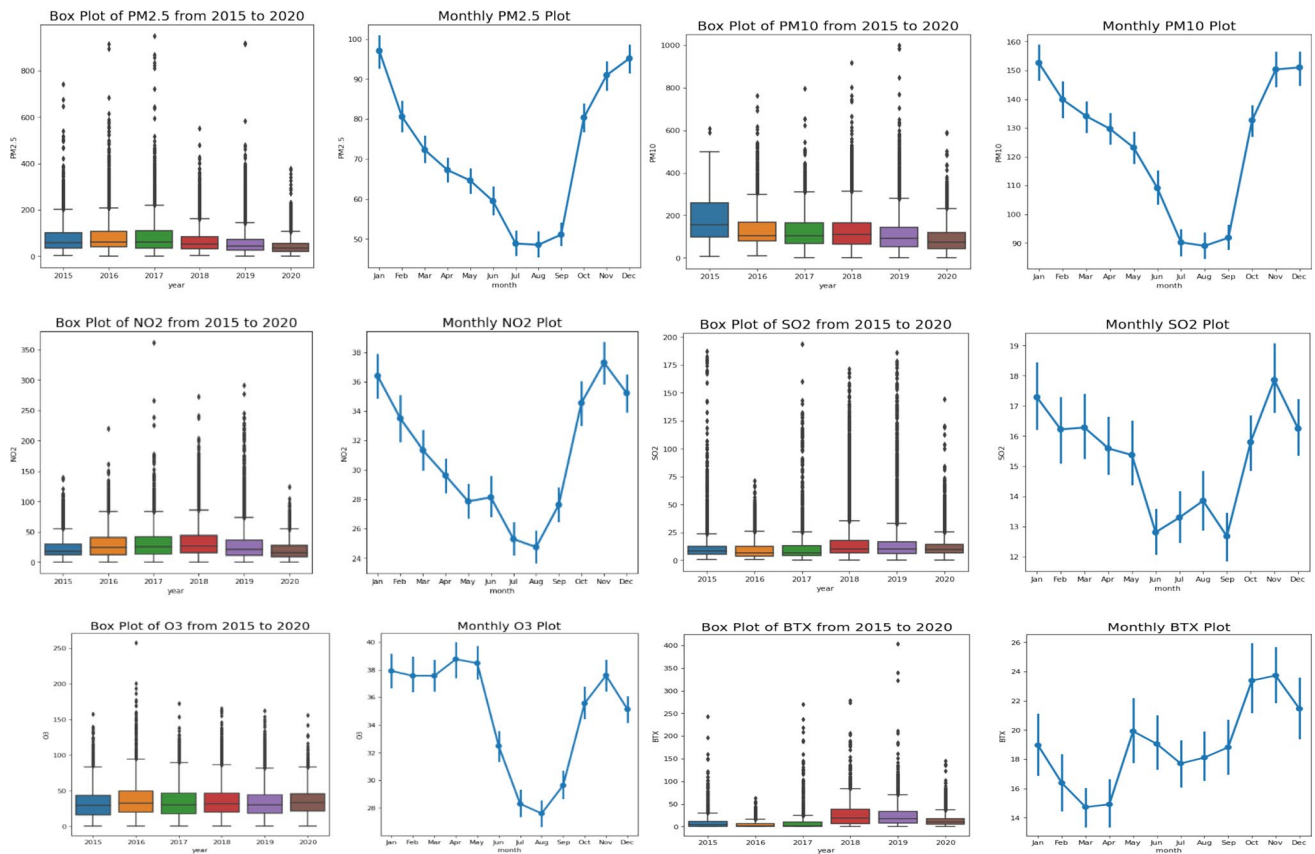 Box Plot of PM2.5 from 2015 to 2020
800
600
400
200
0
PM2.5
2015 2016 2017 2018 2019 2020
year
Monthly PM2.5 Plot
100
90
80
70
60
50
PM2.5
Jan Feb Mar Apr May Jun Jul Aug Sep Oct Nov Dec
month
Box Plot of PM10 from 2015 to 2020
1000
800
600
400
200
0
PM10
2015 2016 2017 2018 2019 2020
year
Monthly PM10 Plot
160
150
140
130
120
110
100
90
PM10
Jan Feb Mar Apr May Jun Jul Aug Sep Oct Nov Dec
month
Box Plot of NO2 from 2015 to 2020
350
300
250
200
150
100
50
0
NO2
2015 2016 2017 2018 2019 2020
year
Monthly NO2 Plot
38
36
34
32
30
28
26
24
NO2
Jan Feb Mar Apr May Jun Jul Aug Sep Oct Nov Dec
month
Box Plot of SO2 from 2015 to 2020
200
175
150
125
100
75
50
25
0
SO2
2015 2016 2017 2018 2019 2020
year
Monthly SO2 Plot
19
18
17
16
15
14
13
12
SO2
Jan Feb Mar Apr May Jun Jul Aug Sep Oct Nov Dec
month
Box Plot of O3 from 2015 to 2020
250
200
150
100
50
0
O3
2015 2016 2017 2018 2019 2020
year
Monthly O3 Plot
40
38
36
34
32
30
28
O3
Jan Feb Mar Apr May Jun Jul Aug Sep Oct Nov Dec
month
Box Plot of BTX from 2015 to 2020
400
350
300
250
200
150
100
50
0
BTX
2015 2016 2017 2018 2019 2020
year
Monthly BTX Plot
26
24
22
20
18
16
14
BTX
Jan Feb Mar Apr May Jun Jul Aug Sep Oct Nov Dec
month